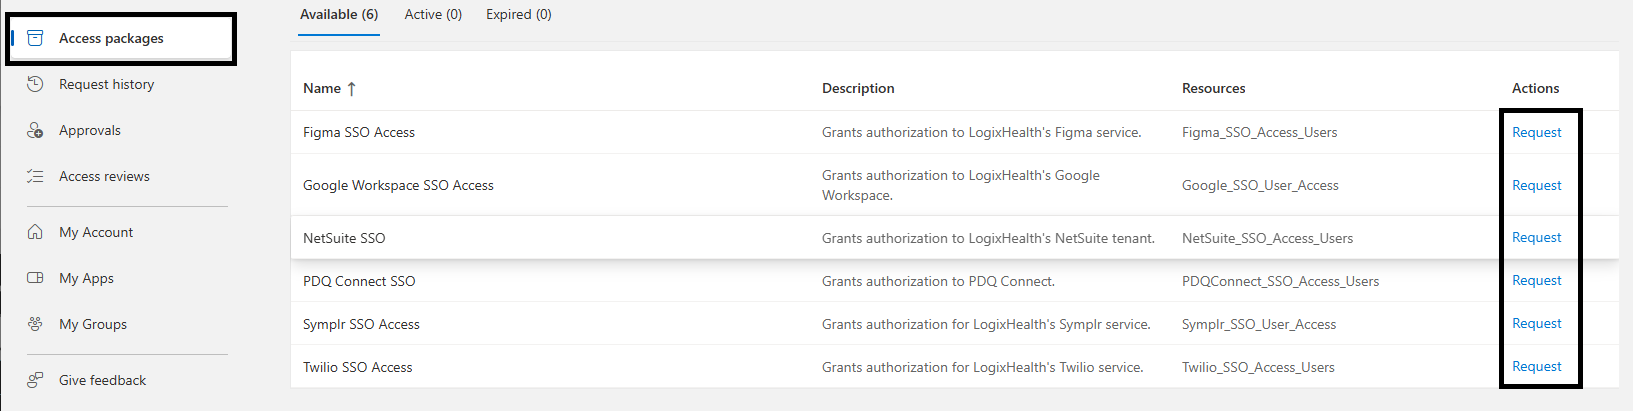 Access packages
Request history
Approvals
Access reviews
My Account
My Apps
My Groups
Give feedback
Available (6) Active (0) Expired (0)
Name ↑ Description Resources Actions
Figma SSO Access Grants authorization to LogixHealth's Figma service. Figma_SSO_Access_Users Request
Google Workspace SSO Access Grants authorization to LogixHealth's Google
Workspace. Google_SSO_User_Access Request
NetSuite SSO Grants authorization to LogixHealth's NetSuite tenant. NetSuite_SSO_Access_Users Request
PDQ Connect SSO Grants authorization to PDQ Connect. PDQConnect_SSO_Access_Users Request
Symplr SSO Access Grants authorization for LogixHealth's Symplr service. Symplr_SSO_User_Access Request
Twilio SSO Access Grants authorization for LogixHealth's Twilio service. Twilio_SSO_Access_Users Request